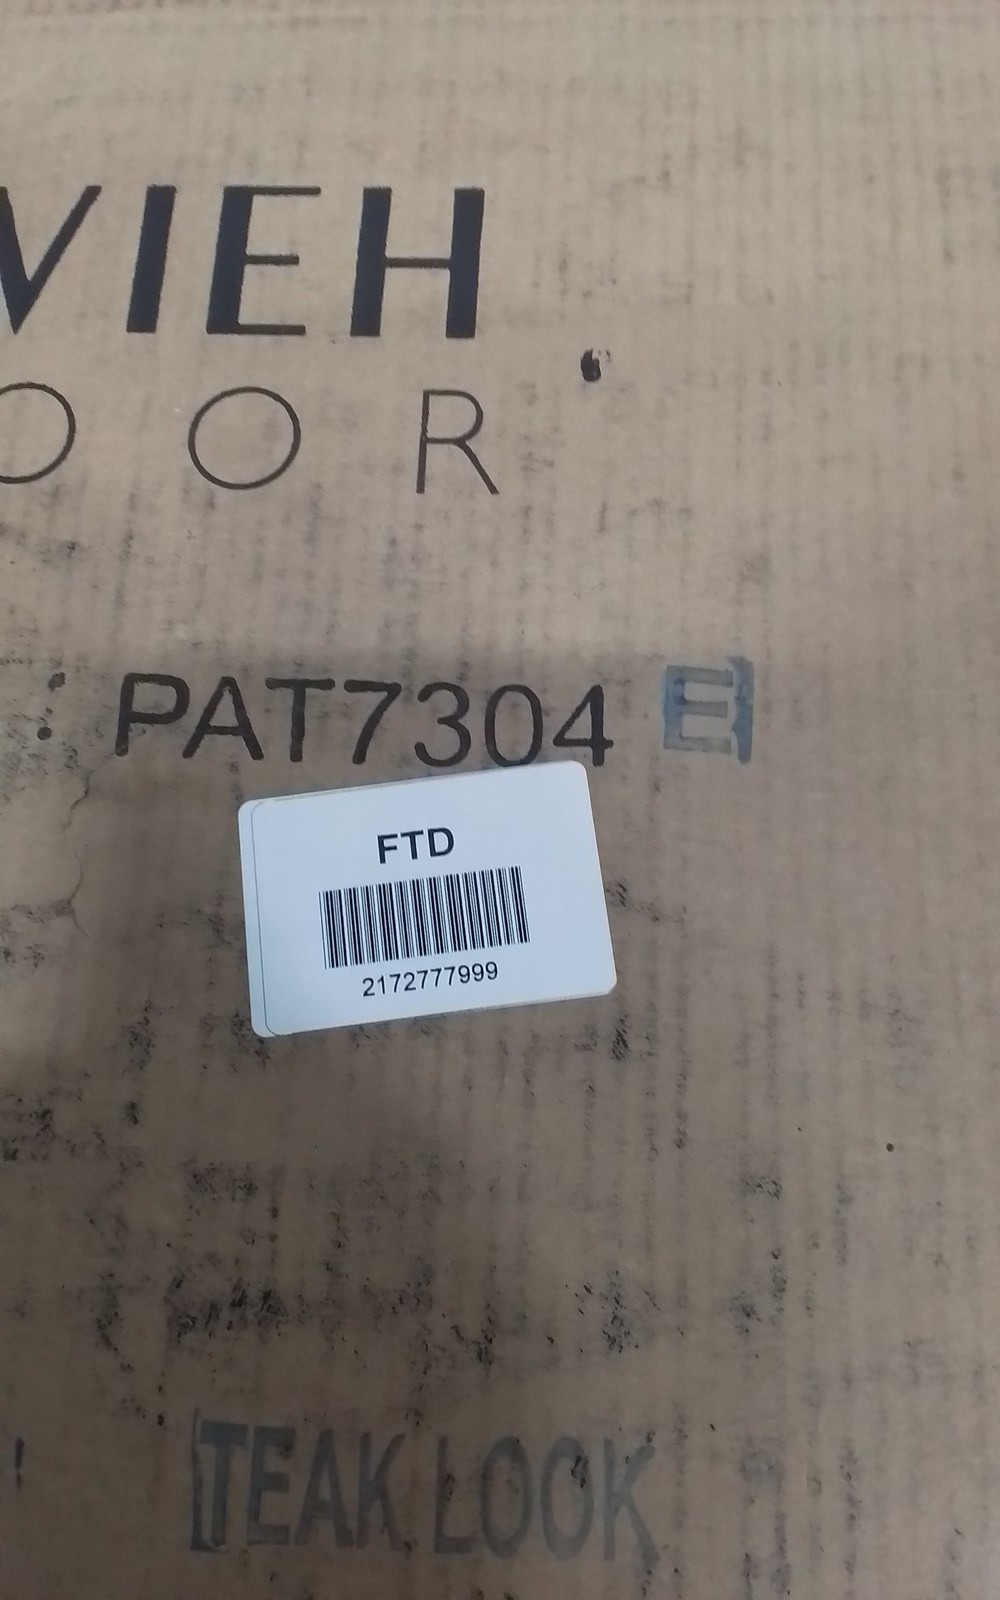 VIEH
OOR
: PAT7304 E
FTD
2172777999
TEAK LOOK